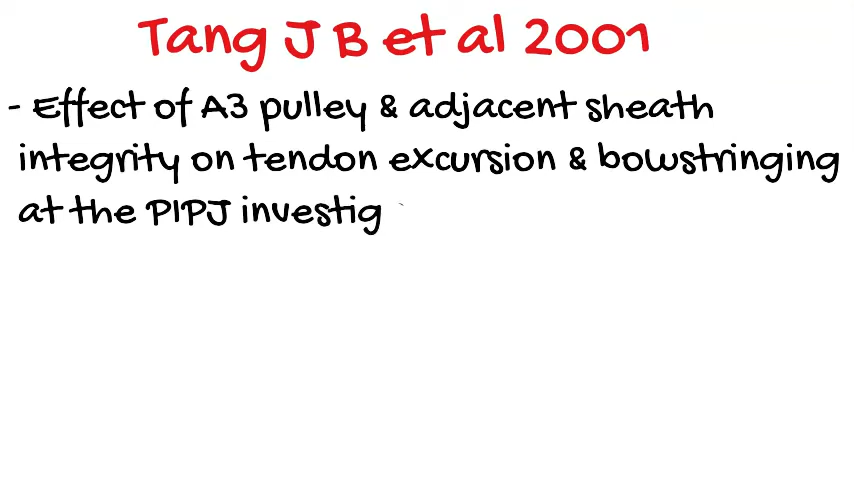 Tang J B et al 2001
- Effect of A3 pulley & adjacent sheath
integrity on tendon excursion & bowstringing
at the PIPJ investig